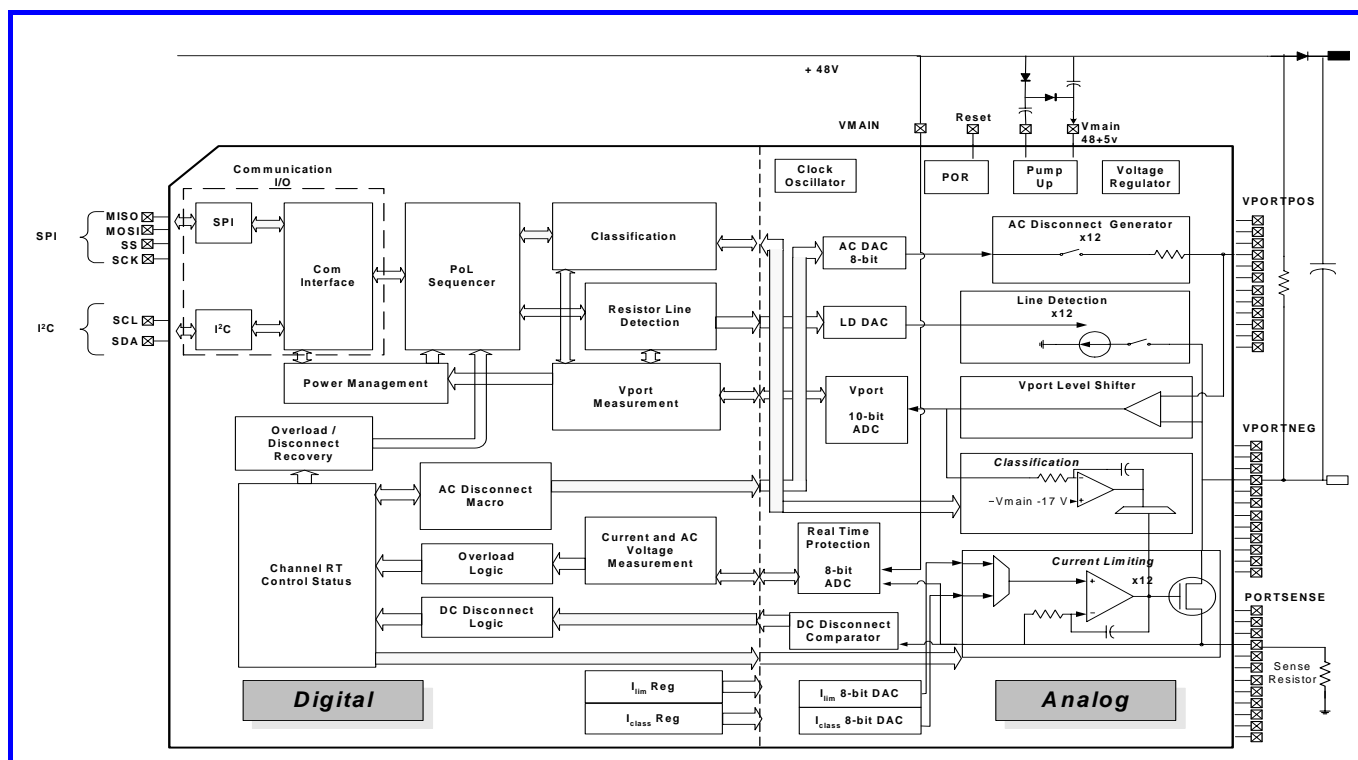 + 48V
VMAIN
Reset
Vmain
48+5v
Communication
I/O
Clock
Oscillator
POR
Pump
Up
Voltage
Regulator
VPORTPOS
SPI
MISO
MOSI
SS
SCK
SPI
Com
Interface
PoL
Sequencer
Classification
AC DAC
8-bit
AC Disconnect Generator
x12
Resistor Line
Detection
LD DAC
Line Detection
x12
I²C
SCL
SDA
I²C
Power Management
Vport
Measurement
Vport
10-bit
ADC
Vport Level Shifter
VPORTNEG
Overload /
Disconnect
Recovery
AC Disconnect
Macro
Classification
−Vmain -17 V
-
+
Channel RT
Control Status
Overload
Logic
Current and AC
Voltage
Measurement
Real Time
Protection
8-bit
ADC
Current Limiting
x12
+
−
DC Disconnect
Logic
DC Disconnect
Comparator
PORTSENSE
Sense
Resistor
Digital
Ilim Reg
Iclass Reg
Ilim 8-bit DAC
Iclass 8-bit DAC
Analog